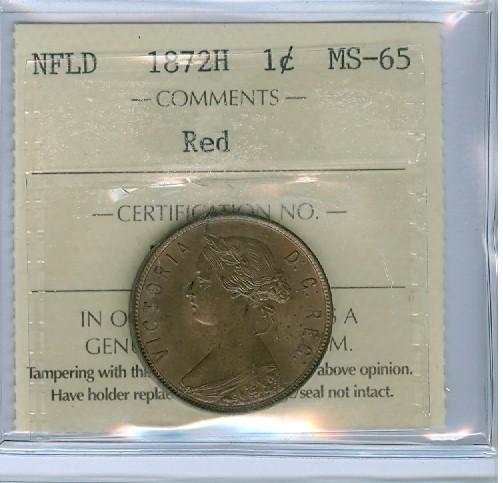 NFLD 1872H 1¢ MS-65
— COMMENTS —
Red
— CERTIFICATION NO. —
VICTORIA D. G. REG.
IN O A
GEN M.
Tampering with th above opinion.
Have holder replac /seal not intact.